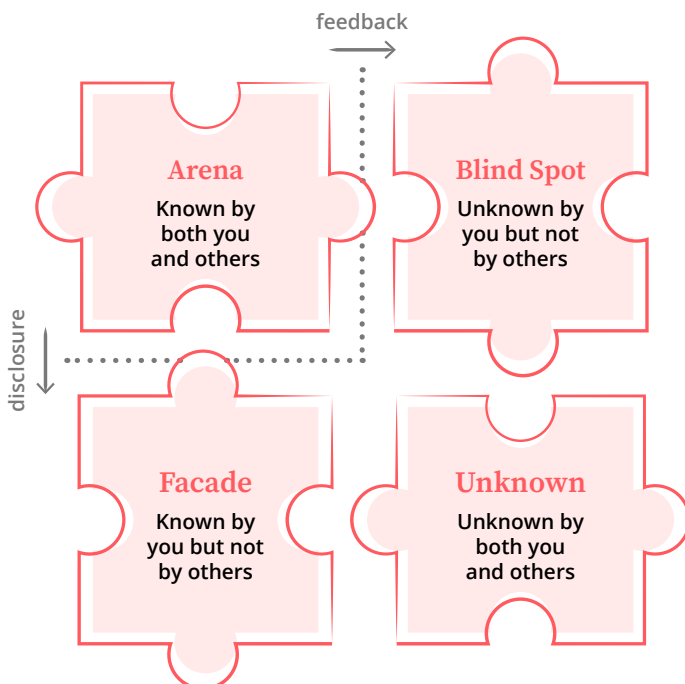 feedback
Arena
Known by
both you
and others
Blind Spot
Unknown by
you but not
by others
disclosure
Facade
Known by
you but not
by others
Unknown
Unknown by
both you
and others